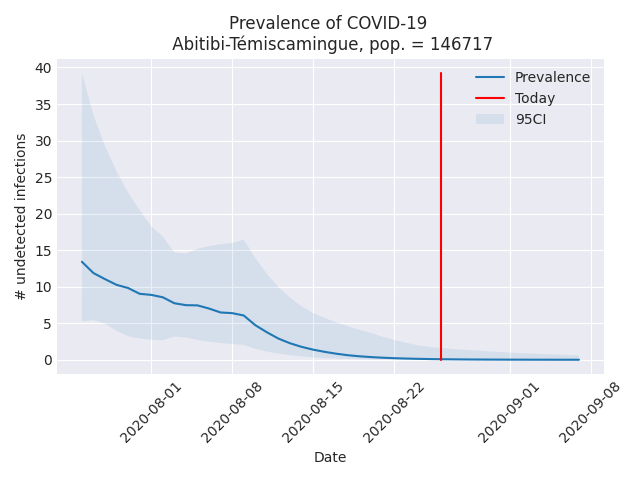 Prevalence of COVID-19
Abitibi-Témiscamingue, pop. = 146717
40
35
30
25
20
15
10
5
0
# undetected infections
Prevalence
Today
95CI
2020-08-01
2020-08-08
2020-08-15
2020-08-22
2020-09-01
2020-09-08
Date